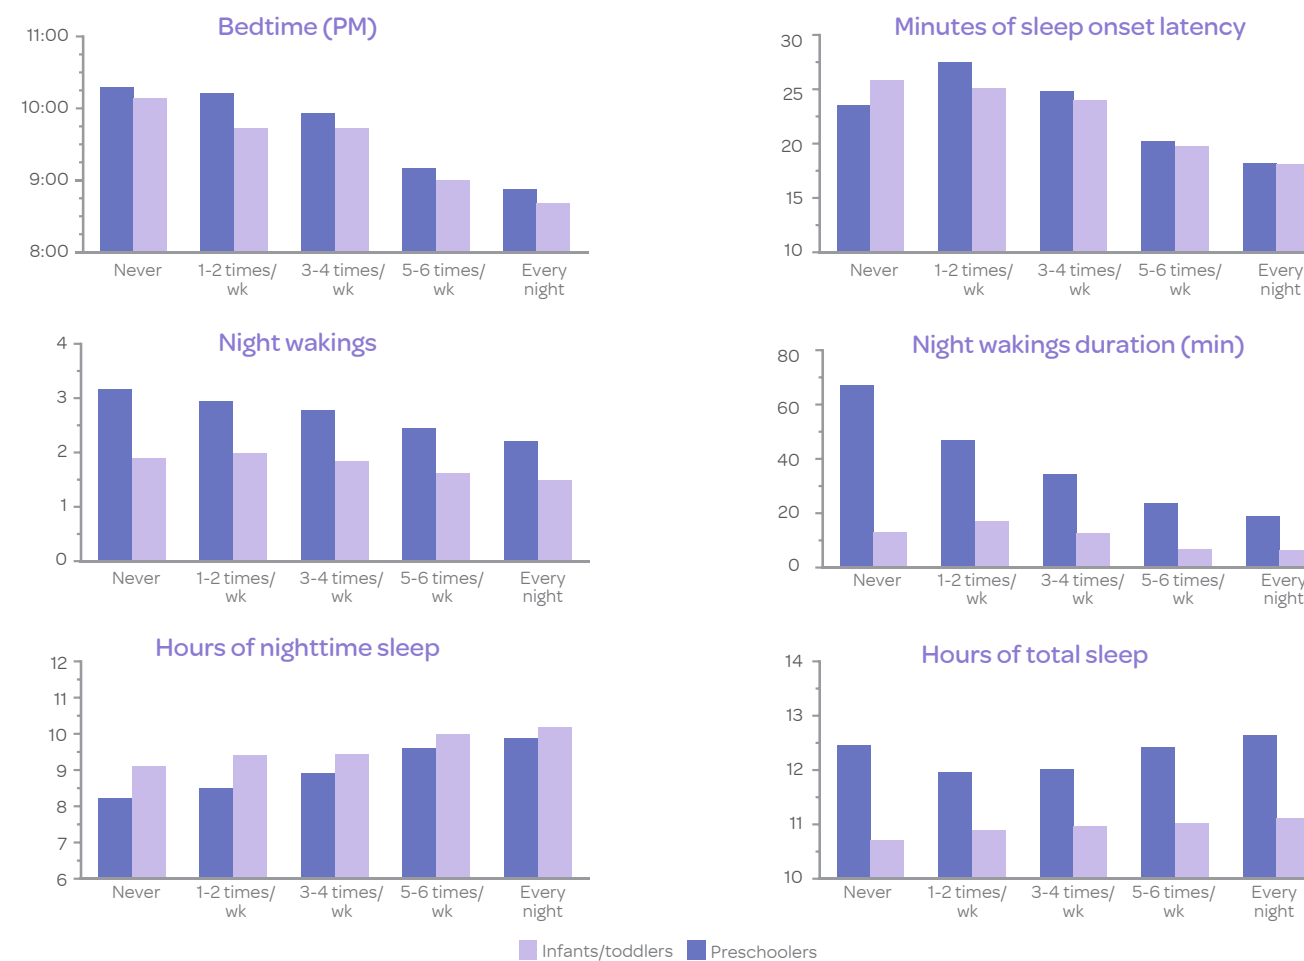 Bedtime (PM)
11:00
10:00
9:00
8:00
Never
1-2 times/
wk
3-4 times/
wk
5-6 times/
wk
Every
night
Minutes of sleep onset latency
30
25
20
15
10
Never
1-2 times/
wk
3-4 times/
wk
5-6 times/
wk
Every
night
Night wakings
4
3
2
1
0
Never
1-2 times/
wk
3-4 times/
wk
5-6 times/
wk
Every
night
Night wakings duration (min)
80
60
40
20
0
Never
1-2 times/
wk
3-4 times/
wk
5-6 times/
wk
Every
night
Hours of nighttime sleep
12
11
10
9
8
7
6
Never
1-2 times/
wk
3-4 times/
wk
5-6 times/
wk
Every
night
Hours of total sleep
14
13
12
11
10
Never
1-2 times/
wk
3-4 times/
wk
5-6 times/
wk
Every
night
Infants/toddlers
Preschoolers